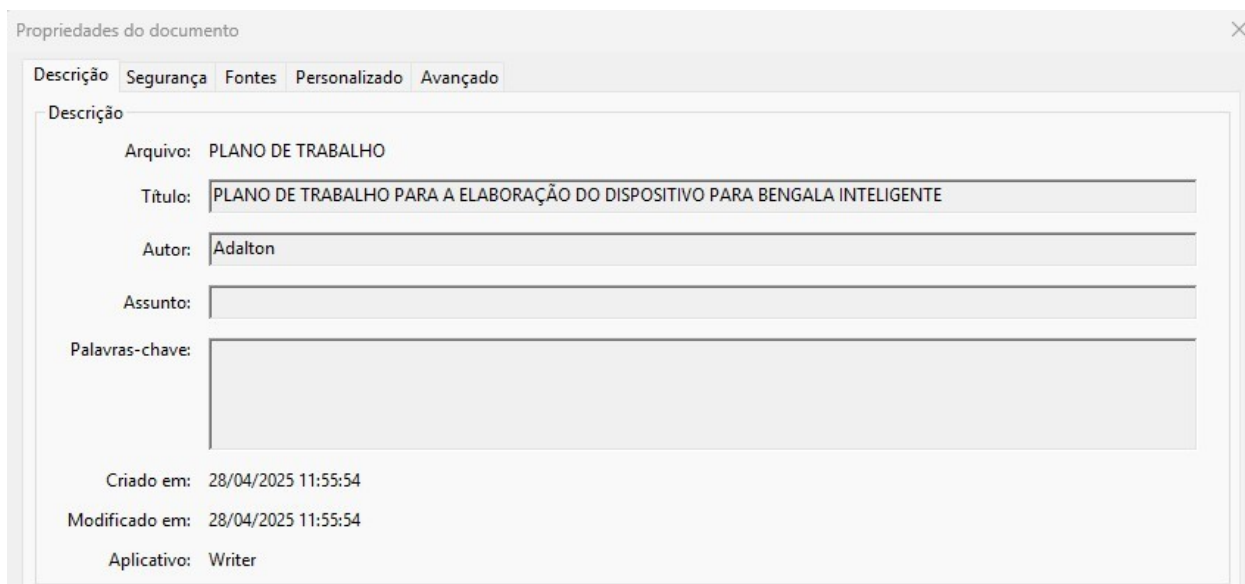 Propriedades do documento
Descrição Segurança Fontes Personalizado Avançado
Descrição
Arquivo: PLANO DE TRABALHO
Título: PLANO DE TRABALHO PARA A ELABORAÇÃO DO DISPOSITIVO PARA BENGALA INTELIGENTE
Autor: Adalton
Assunto:
Palavras-chave:
Criado em: 28/04/2025 11:55:54
Modificado em: 28/04/2025 11:55:54
Aplicativo: Writer